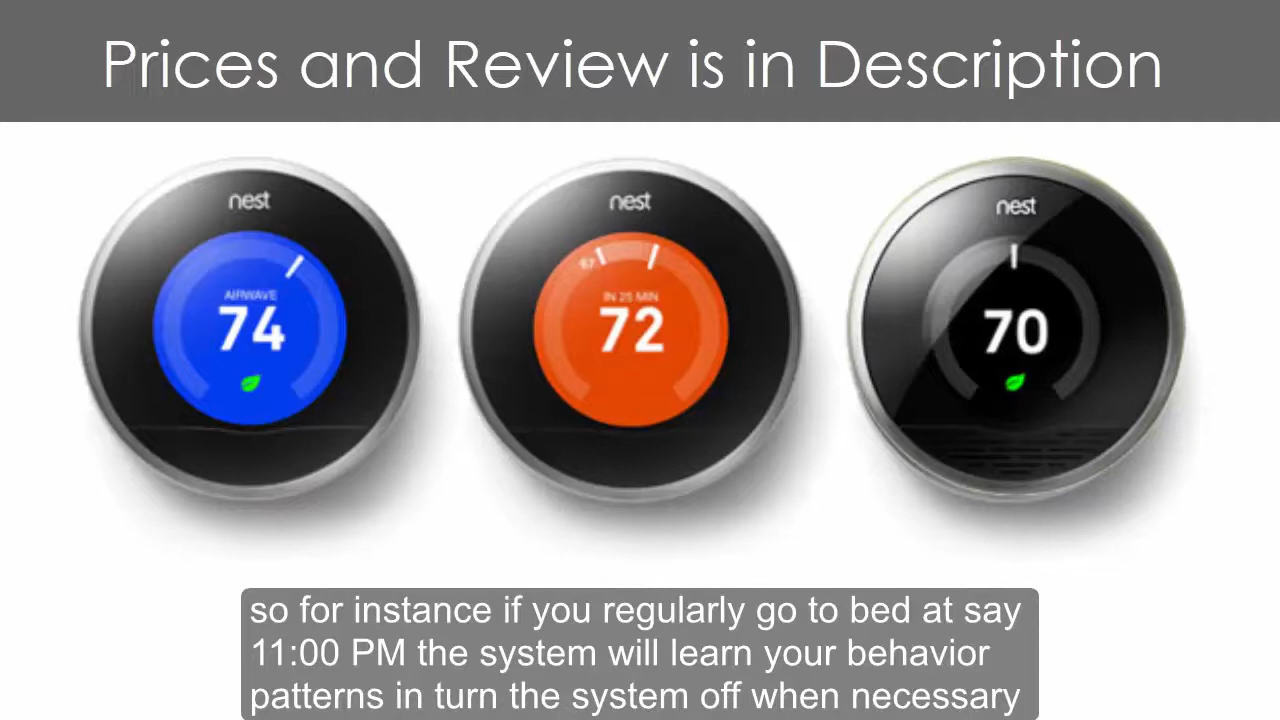 Prices and Review is in Description
nest
nest
nest
AIRWAVE
74
67
IN 25 MIN
72
70
so for instance if you regularly go to bed at say
11:00 PM the system will learn your behavior
patterns in turn the system off when necessary